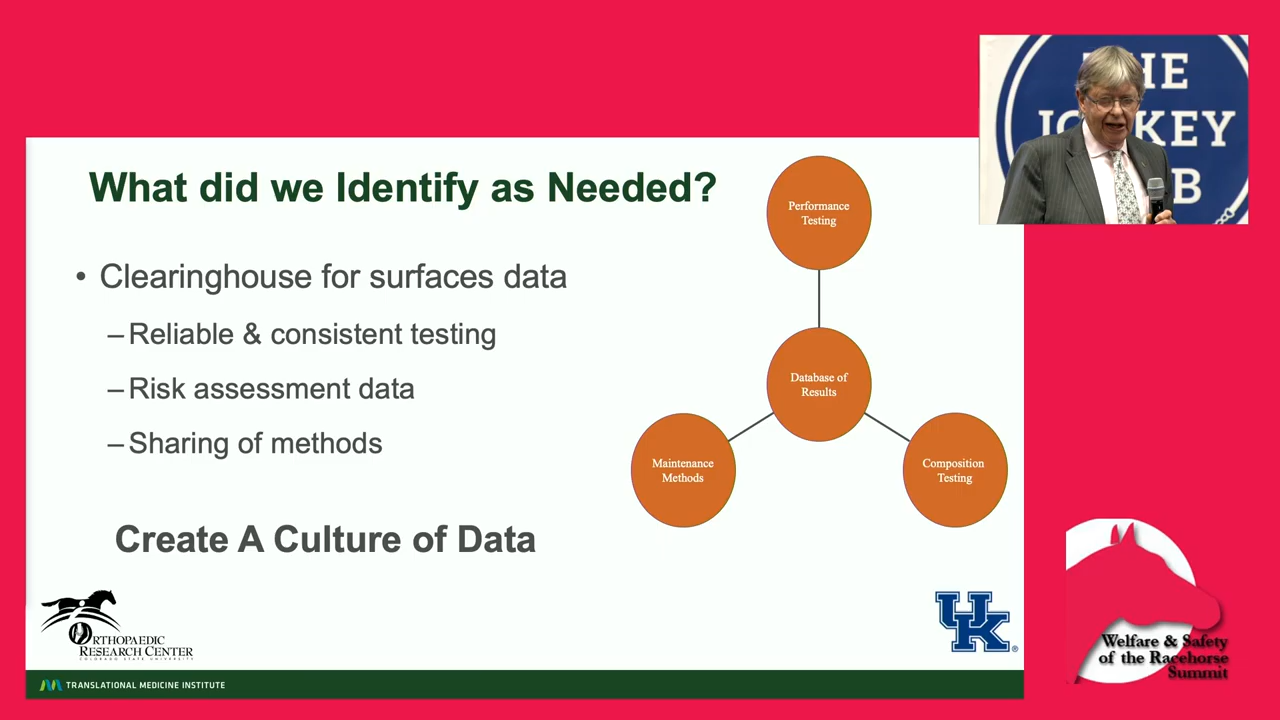 What did we Identify as Needed?
• Clearinghouse for surfaces data
– Reliable & consistent testing
– Risk assessment data
– Sharing of methods
Create A Culture of Data
Performance
Testing
Database of
Results
Maintenance
Methods
Composition
Testing
ORTHOPAEDIC
RESEARCH CENTER
COLORADO STATE UNIVERSITY
UK
TRANSLATIONAL MEDICINE INSTITUTE
THE
JOCKEY
Welfare & Safety
of the Racehorse
Summit